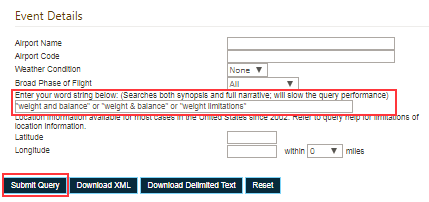 Event Details
Airport Name
Airport Code
Weather Condition None
Broad Phase of Flight All
Enter your word string below: (Searches both synopsis and full narrative; will slow the query performance)
"weight and balance" or "weight & balance" or "weight limitations"
Location information available for most cases in the United States since 2002. Refer to query help for limitations of
location information.
Latitude
Longitude within 0 miles
Submit Query Download XML Download Delimited Text Reset